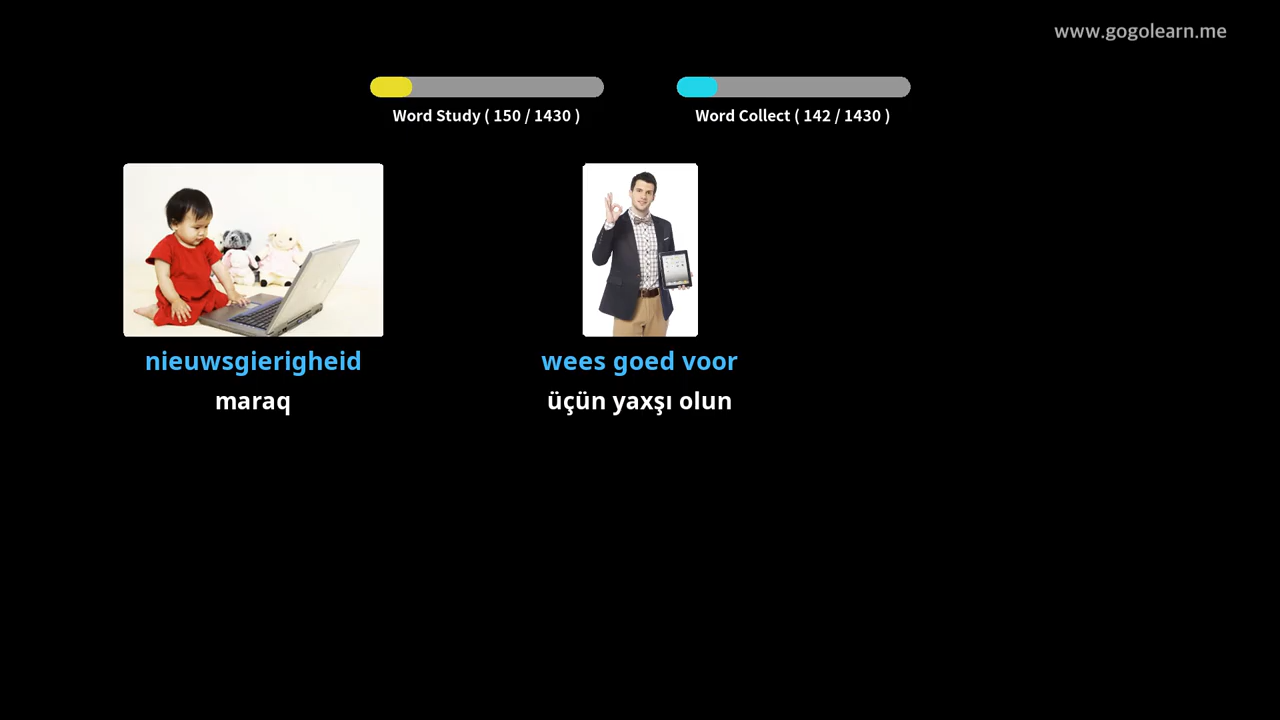 www.gogolearn.me
Word Study ( 150 / 1430 )
Word Collect ( 142 / 1430 )
nieuwsgierigheid
maraq
wees goed voor
üçün yaxşı olun